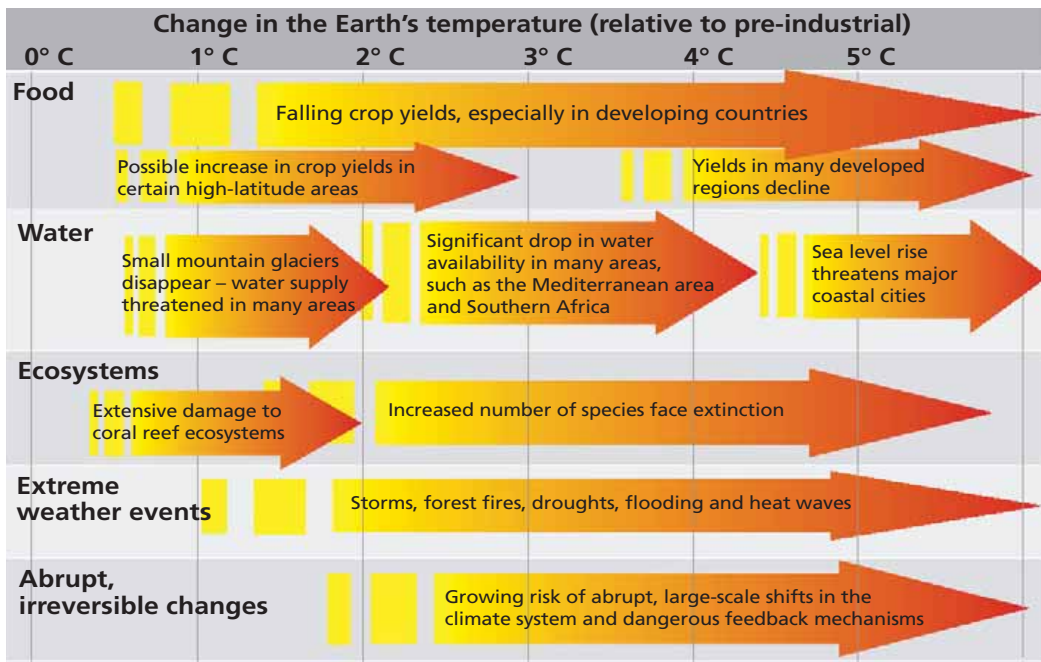 Change in the Earth’s temperature (relative to pre-industrial)
0° C 1° C 2° C 3° C 4° C 5° C
Food
Falling crop yields, especially in developing countries
Possible increase in crop yields in
certain high-latitude areas
Yields in many developed
regions decline
Water
Small mountain glaciers
disappear – water supply
threatened in many areas
Significant drop in water
availability in many areas,
such as the Mediterranean area
and Southern Africa
Sea level rise
threatens major
coastal cities
Ecosystems
Extensive damage to
coral reef ecosystems
Increased number of species face extinction
Extreme
weather events
Storms, forest fires, droughts, flooding and heat waves
Abrupt,
irreversible changes
Growing risk of abrupt, large-scale shifts in the
climate system and dangerous feedback mechanisms